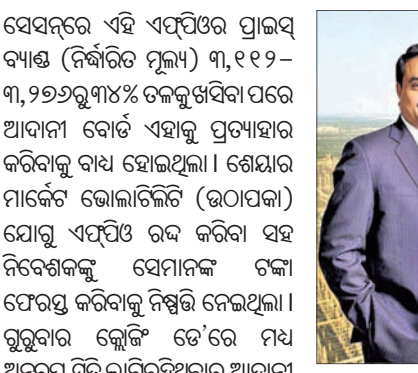 ସେସନ୍‌ରେ ଏହି ଏଫ୍‌ପିଓର ପ୍ରାଇସ୍
ବ୍ୟାଣ୍ଡ (ନିର୍ଦ୍ଧାରିତ ମୂଲ୍ୟ) ୩,୧୧୨–
୩,୨୭୬ରୁ ୩୪% ତଳକୁ ଖସିବା ପରେ
ଆଦାନୀ ବୋର୍ଡ ଏହାକୁ ପ୍ରତ୍ୟାହାର
କରିବାକୁ ବାଧ୍ୟ ହୋଇଥିଲା । ଶେୟାର
ମାର୍କେଟ ଭୋଲାଟିଲିଟି (ଉଠାପକା)
ଯୋଗୁ ଏଫ୍‌ପିଓ ରଦ୍ଦ କରିବା ସହ
ନିବେଶକଙ୍କୁ ସେମାନଙ୍କ ଟଙ୍କା
ଫେରସ୍ତ କରିବାକୁ ନିଷ୍ପତ୍ତି ନେଇଥିଲା ।
ଗୁରୁବାର କ୍ଲୋଜିଂ ଡେ'ରେ ମଧ୍ୟ
ଆଦାନୀ